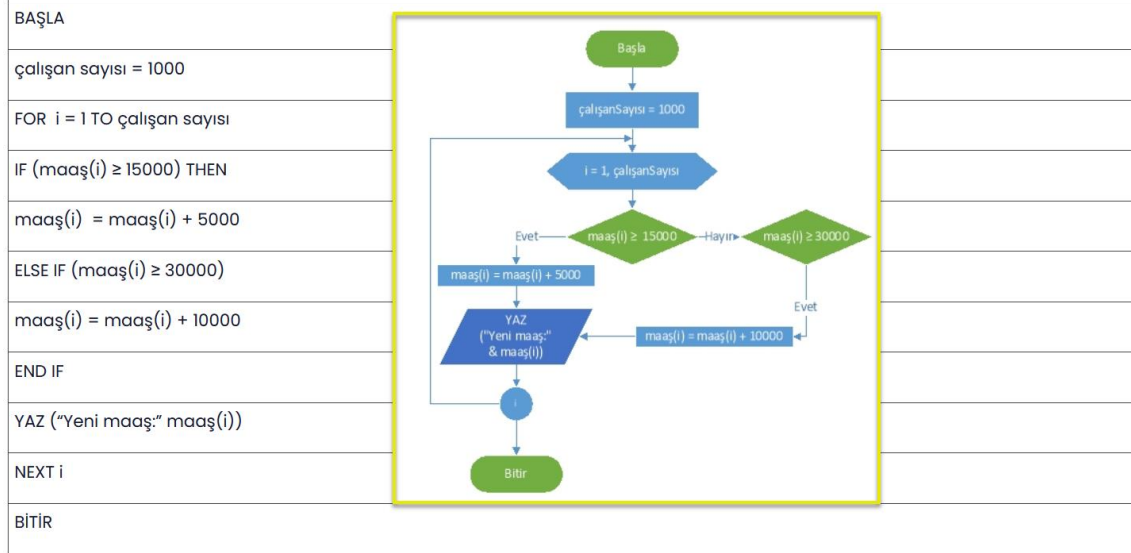 BAŞLA
çalışan sayısı = 1000
FOR i = 1 TO çalışan sayısı
IF (maaş(i) ≥ 15000) THEN
maaş(i) = maaş(i) + 5000
ELSE IF (maaş(i) ≥ 30000)
maaş(i) = maaş(i) + 10000
END IF
YAZ (“Yeni maaş:” maaş(i))
NEXT i
BİTİR
Başla
çalışanSayısı = 1000
i = 1, çalışanSayısı
maaş(i) ≥ 15000
Hayır
maaş(i) ≥ 30000
Evet
maaş(i) = maaş(i) + 5000
Evet
YAZ
("Yeni maaş:"
& maaş(i))
maaş(i) = maaş(i) + 10000
i
Bitir